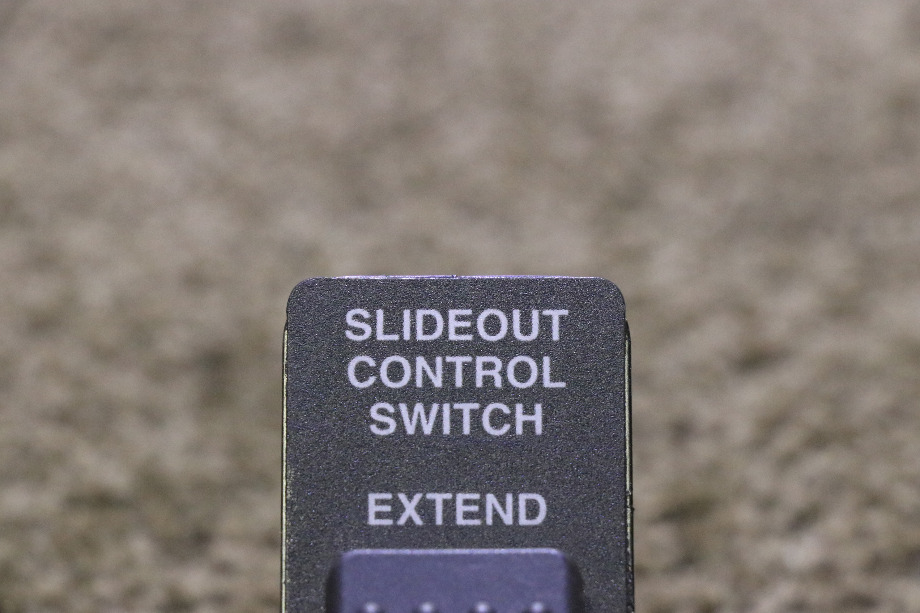 SLIDEOUT
CONTROL
SWITCH
EXTEND